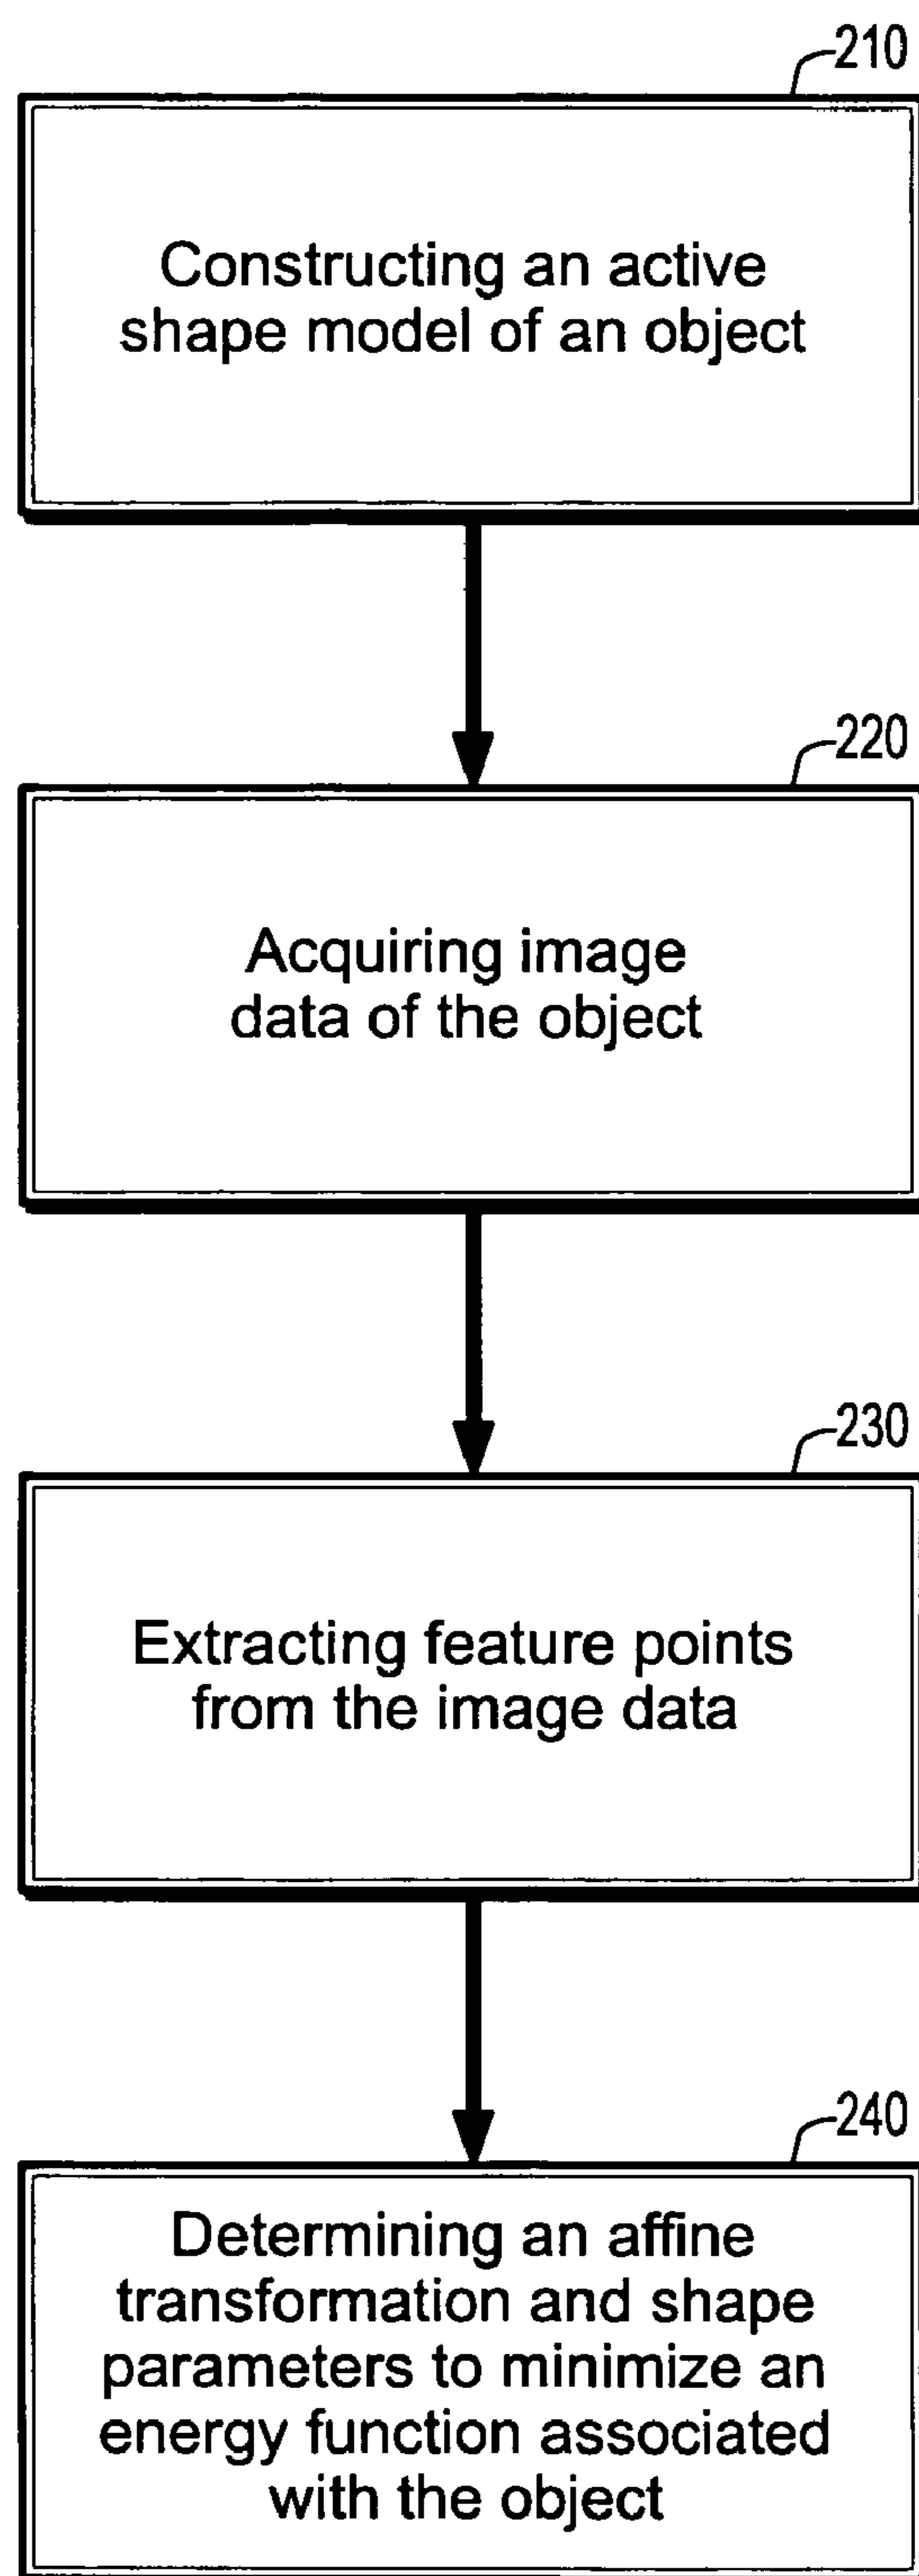 210
Constructing an active
shape model of an object
220
Acquiring image
data of the object
230
Extracting feature points
from the image data
240
Determining an affine
transformation and shape
parameters to minimize an
energy function associated
with the object